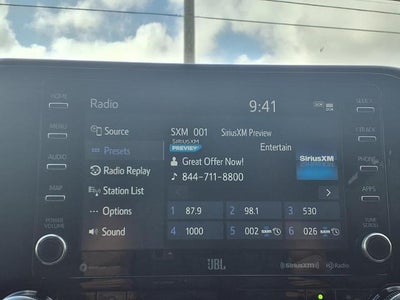 HOME
MENU
AUDIO
MAP
POWER
VOLUME
Radio
9:41
Source
Presets
Radio Replay
Station List
Options
Sound
SXM 001 SiriusXM Preview
SIRIUSXM
PREVIEW
Entertain
Great Offer Now!
844-711-8800
SiriusXM
1 87.9
2 98.1
3 530
4 1000
5 002
6 026
JBL
SiriusXM
HD Radio
SEEK
TRACK
PHONE
APPS
TUNE
SCROLL